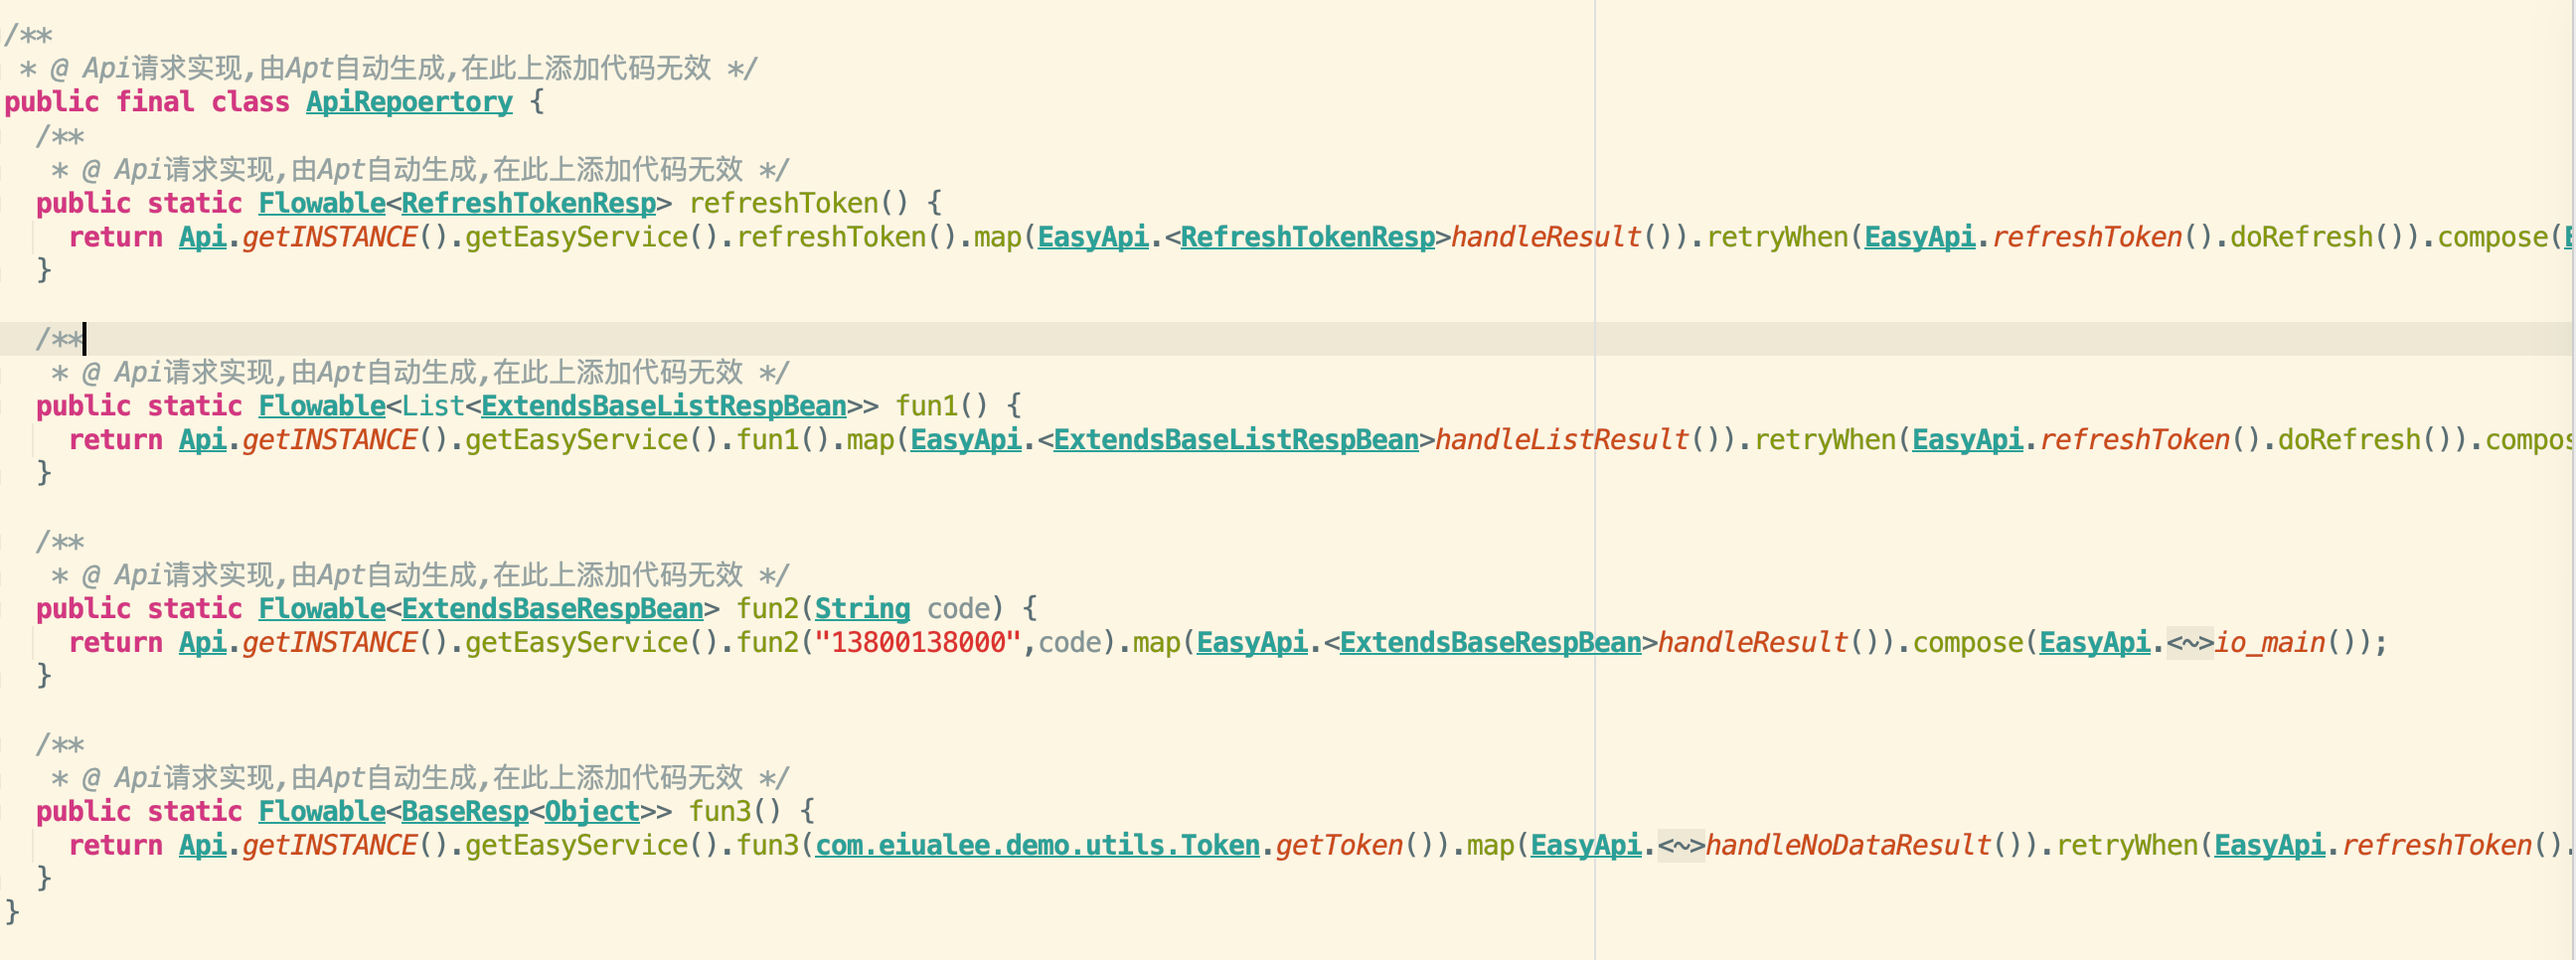 /**
 * @ Api请求实现,由Apt自动生成,在此上添加代码无效 */
public final class ApiRepoertory {
  /**
   * @ Api请求实现,由Apt自动生成,在此上添加代码无效 */
  public static Flowable<RefreshTokenResp> refreshToken() {
    return Api.getINSTANCE().getEasyService().refreshToken().map(EasyApi.<RefreshTokenResp>handleResult()).retryWhen(EasyApi.refreshToken().doRefresh()).compose(
  }
  /**
   * @ Api请求实现,由Apt自动生成,在此上添加代码无效 */
  public static Flowable<List<ExtendsBaseListRespBean>> fun1() {
    return Api.getINSTANCE().getEasyService().fun1().map(EasyApi.<ExtendsBaseListRespBean>handleListResult()).retryWhen(EasyApi.refreshToken().doRefresh()).compos
  }
  /**
   * @ Api请求实现,由Apt自动生成,在此上添加代码无效 */
  public static Flowable<ExtendsBaseRespBean> fun2(String code) {
    return Api.getINSTANCE().getEasyService().fun2("13800138000",code).map(EasyApi.<ExtendsBaseRespBean>handleResult()).compose(EasyApi.<~>io_main());
  }
  /**
   * @ Api请求实现,由Apt自动生成,在此上添加代码无效 */
  public static Flowable<BaseResp<Object>> fun3() {
    return Api.getINSTANCE().getEasyService().fun3(com.eiualee.demo.utils.Token.getToken()).map(EasyApi.<~>handleNoDataResult()).retryWhen(EasyApi.refreshToken().
  }
}